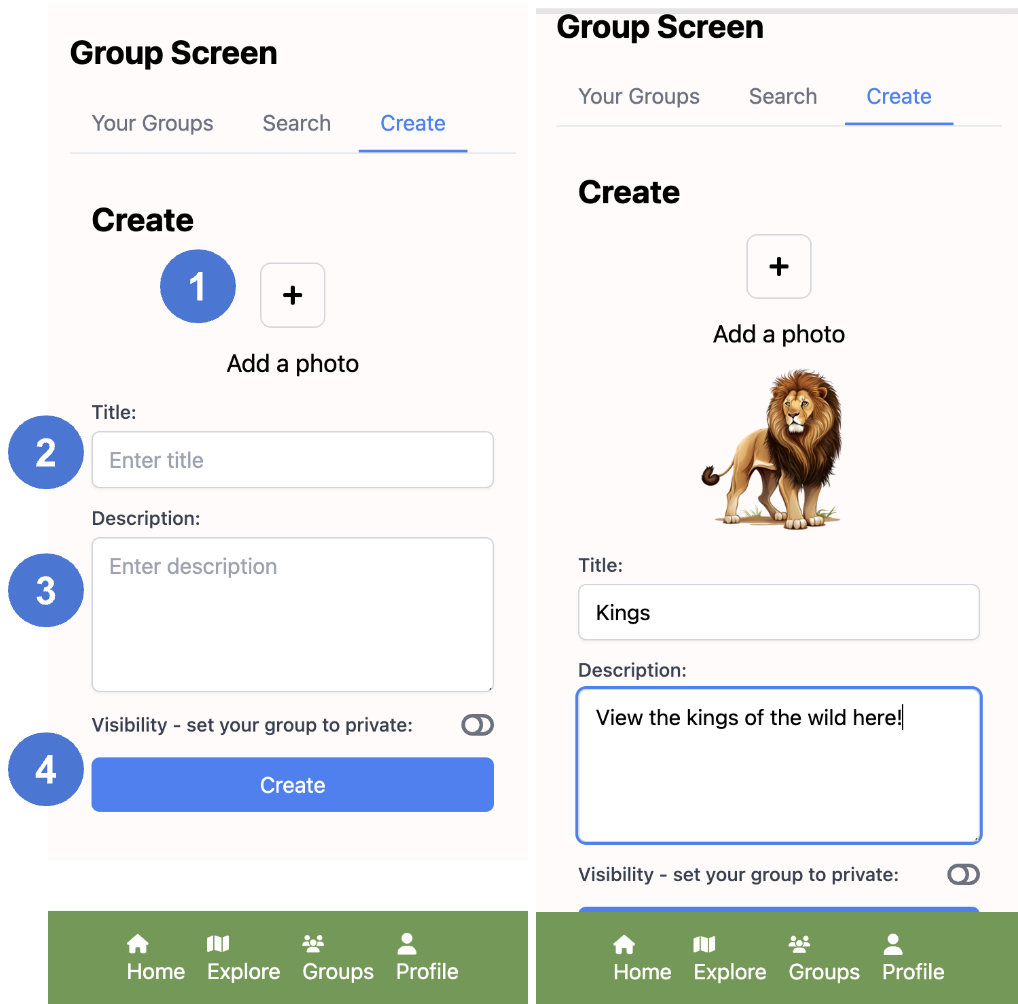 Group Screen
Your Groups Search Create
Create
1
+
Add a photo
Title:
2
Enter title
Description:
3
Enter description
Visibility - set your group to private:
4
Create
Home Explore Groups Profile
Group Screen
Your Groups Search Create
Create
+
Add a photo
Title:
Kings
Description:
View the kings of the wild here!
Visibility - set your group to private:
Home Explore Groups Profile